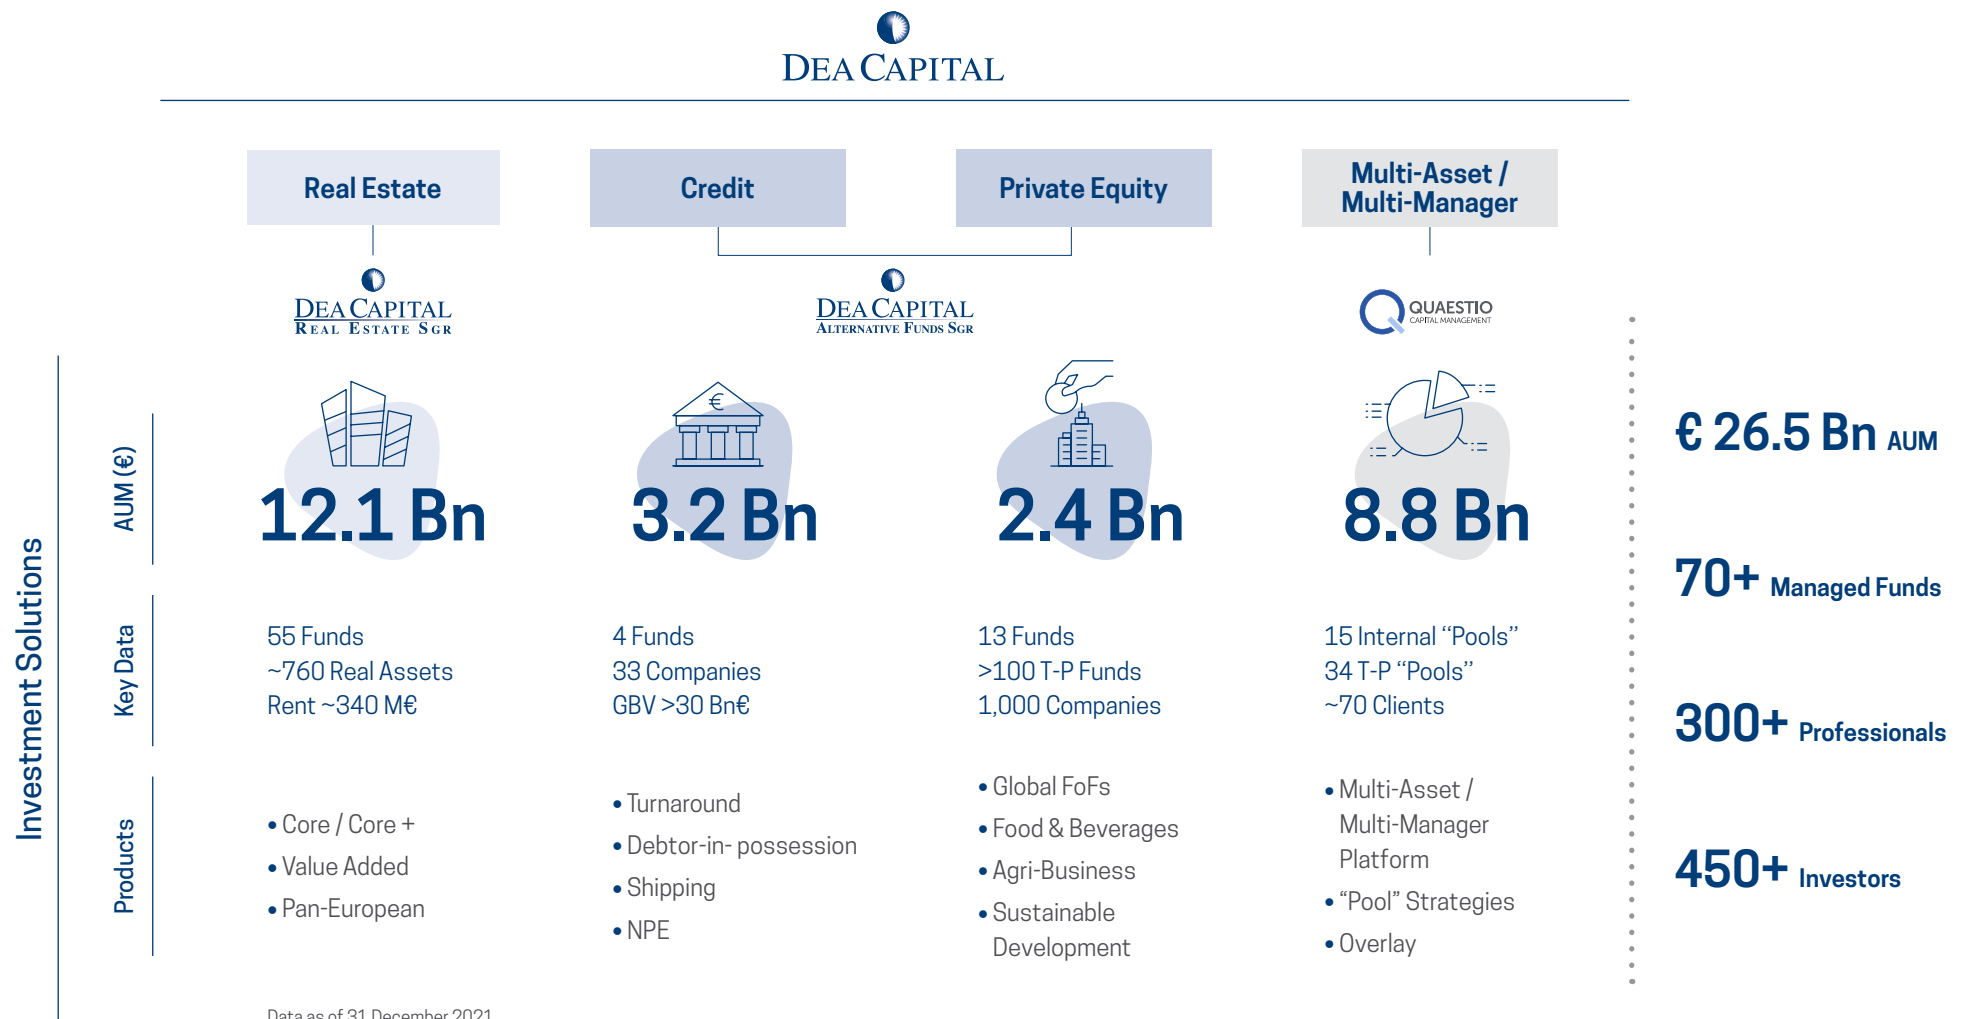 DEA CAPITAL
Real Estate
Credit
Private Equity
Multi-Asset /
Multi-Manager
DEA CAPITAL
REAL ESTATE SGR
DEA CAPITAL
ALTERNATIVE FUNDS SGR
QUAESTIO
CAPITAL MANAGEMENT
Investment Solutions
AUM (€)
€
12.1 Bn
3.2 Bn
2.4 Bn
8.8 Bn
Key Data
55 Funds
~760 Real Assets
Rent ~340 M€
4 Funds
33 Companies
GBV >30 Bn€
13 Funds
>100 T-P Funds
1,000 Companies
15 Internal “Pools”
34 T-P “Pools”
~70 Clients
Products
• Core / Core +
• Value Added
• Pan-European
• Turnaround
• Debtor-in- possession
• Shipping
• NPE
• Global FoFs
• Food & Beverages
• Agri-Business
• Sustainable
Development
• Multi-Asset /
Multi-Manager
Platform
• “Pool” Strategies
• Overlay
€ 26.5 Bn AUM
70+ Managed Funds
300+ Professionals
450+ Investors
Data as of 31 December 2021